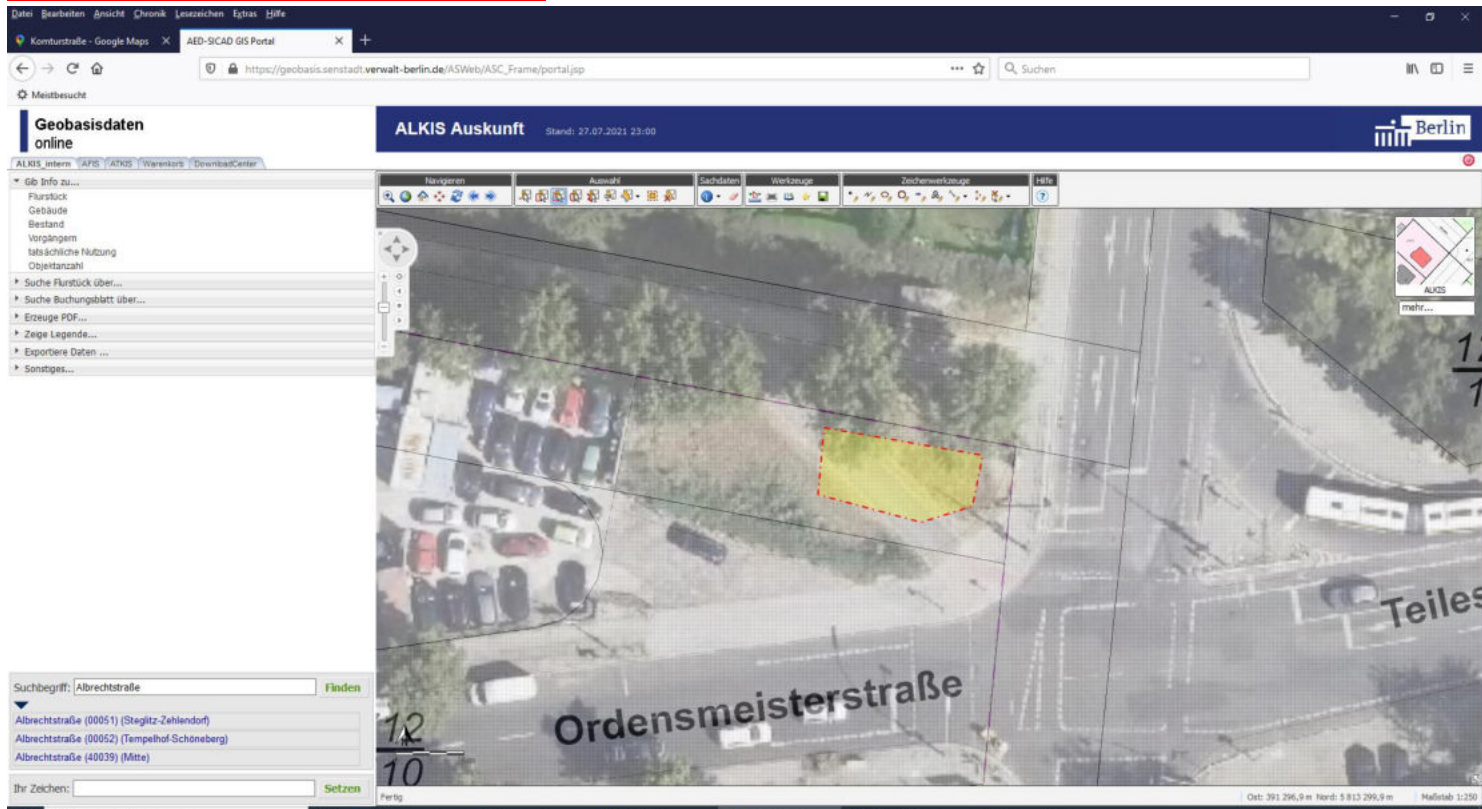 Datei Bearbeiten Ansicht Chronik Lesezeichen Extras Hilfe
Komturstraße - Google Maps
AED-SICAD GIS Portal
https://geobasis.senstadt.verwalt-berlin.de/ASWeb/ASC_Frame/portal.jsp
Suchen
Meistbesucht
Geobasisdaten
online
ALKIS Auskunft Stand: 27.07.2021 23:00
Berlin
ALKIS_intern AFIS ATKIS Warenkorb DownloadCenter
Navigieren Auswahl Sachdaten Werkzeuge Zeichenwerkzeuge Hilfe
Gib Info zu...
Flurstück
Gebäude
Bestand
Vorgängern
tatsächliche Nutzung
Objektanzahl
Suche Flurstück über...
Suche Buchungsblatt über...
Erzeuge PDF...
Zeige Legende...
Exportiere Daten ...
Sonstiges...
ALKIS
mehr...
Teiles
Ordensmeisterstraße
12
10
Suchbegriff: Albrechtstraße Finden
Albrechtstraße (00051) (Steglitz-Zehlendorf)
Albrechtstraße (00052) (Tempelhof-Schöneberg)
Albrechtstraße (40039) (Mitte)
Ihr Zeichen: Setzen
Fertig
Ost: 391 296,9 m Nord: 5 813 299,9 m Maßstab 1:250